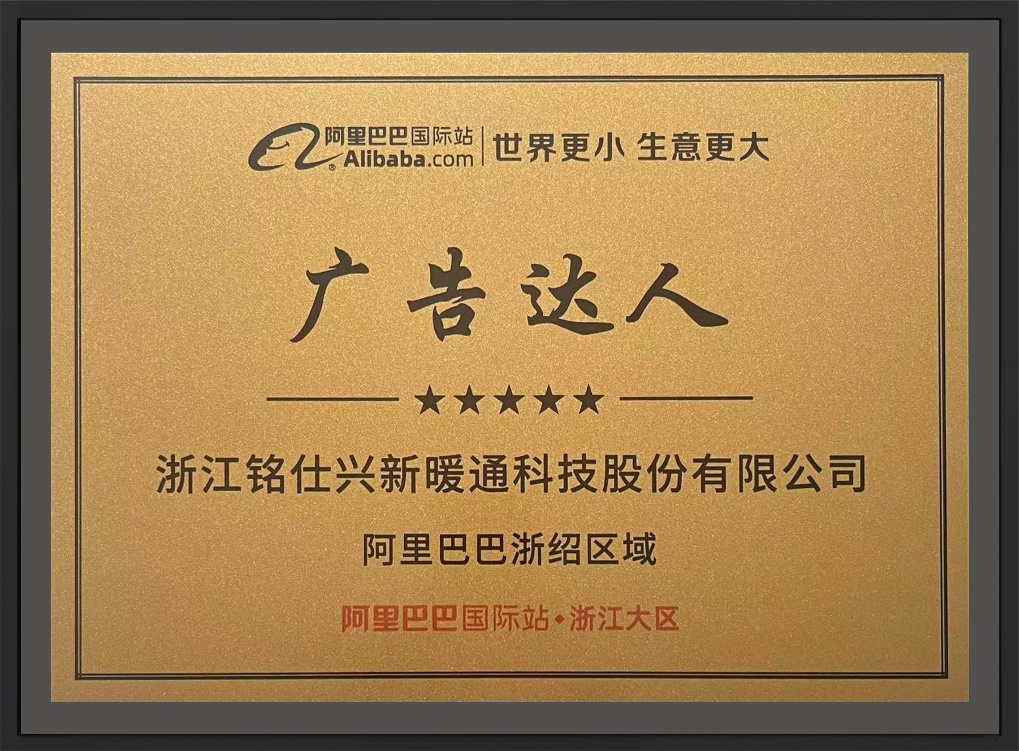 阿里巴巴国际站 世界更小 生意更大
Alibaba.com
广告达人
★★★★★
浙江铭仕兴新暖通科技股份有限公司
阿里巴巴浙绍区域
阿里巴巴国际站·浙江大区